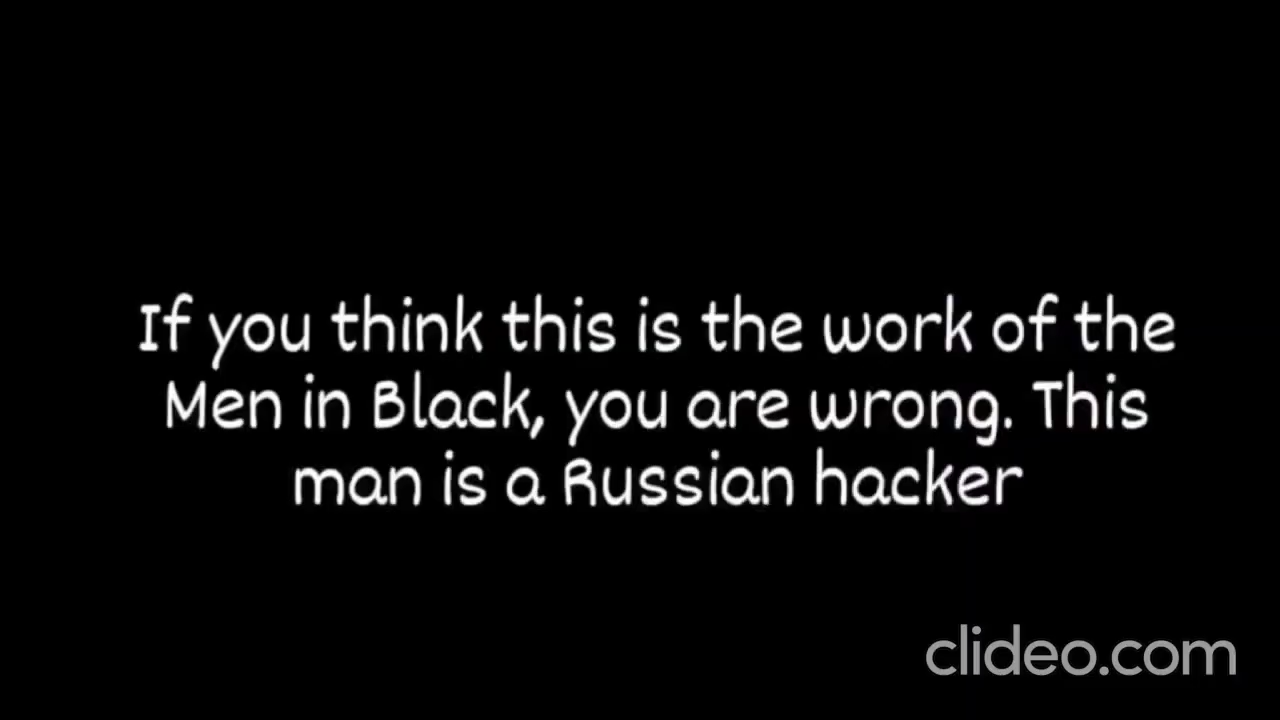 If you think this is the work of the
Men in Black, you are wrong. This
man is a Russian hacker
clideo.com